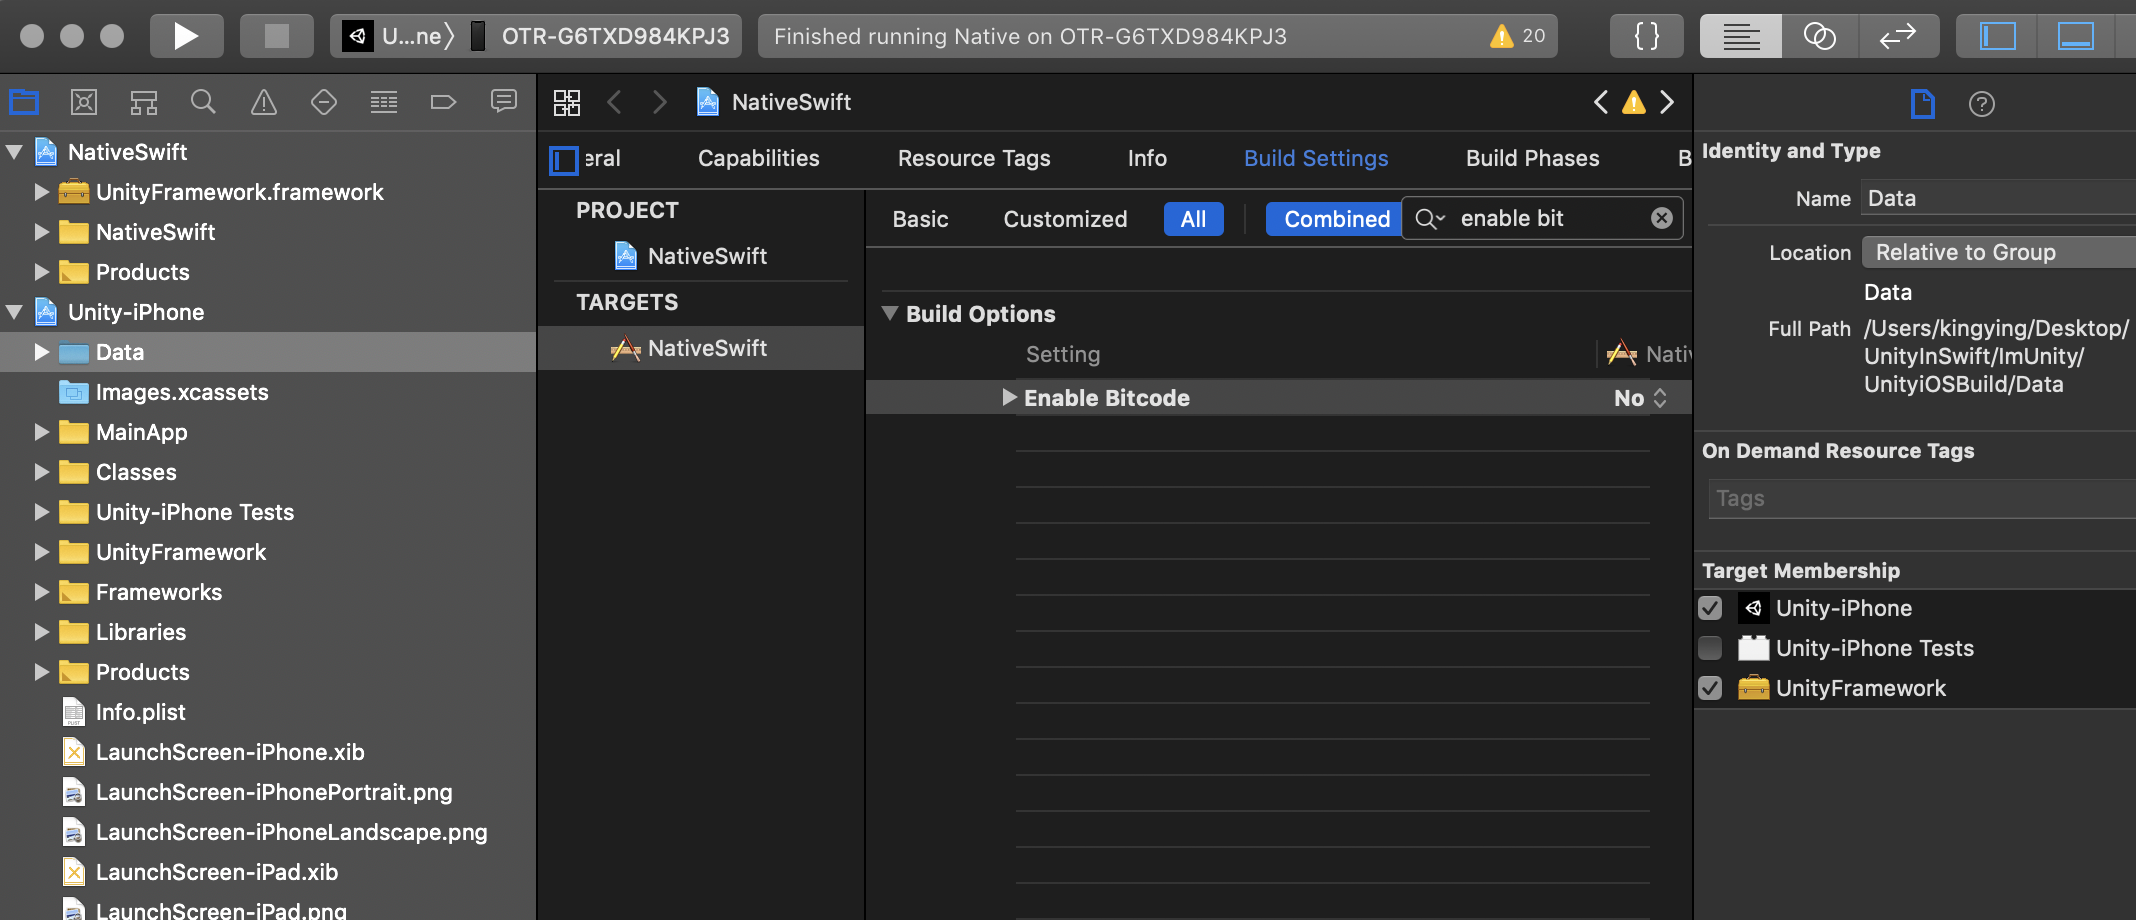 U...ne〉 OTR-G6TXD984KPJ3
Finished running Native on OTR-G6TXD984KPJ3
20
{ }
NativeSwift
UnityFramework.framework
NativeSwift
Products
Unity-iPhone
Data
Images.xcassets
MainApp
Classes
Unity-iPhone Tests
UnityFramework
Frameworks
Libraries
Products
Info.plist
LaunchScreen-iPhone.xib
LaunchScreen-iPhonePortrait.png
LaunchScreen-iPhoneLandscape.png
LaunchScreen-iPad.xib
LaunchScreen-iPad.png
NativeSwift
eral Capabilities Resource Tags Info Build Settings Build Phases B
PROJECT
NativeSwift
TARGETS
NativeSwift
Basic Customized All Combined enable bit
Build Options
Setting Nativ
Enable Bitcode No
Identity and Type
Name Data
Location Relative to Group
Data
Full Path /Users/kingying/Desktop/
UnityInSwift/ImUnity/
UnityiOSBuild/Data
On Demand Resource Tags
Tags
Target Membership
Unity-iPhone
Unity-iPhone Tests
UnityFramework